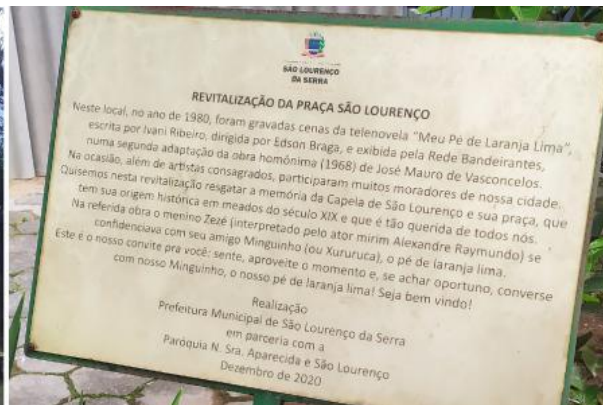 SÃO LOURENÇO
DA SERRA
REVITALIZAÇÃO DA PRAÇA SÃO LOURENÇO
Neste local, no ano de 1980, foram gravadas cenas da telenovela "Meu Pé de Laranja Lima",
escrita por Ivani Ribeiro, dirigida por Edson Braga, e exibida pela Rede Bandeirantes,
numa segunda adaptação da obra homônima (1968) de José Mauro de Vasconcelos.
Na ocasião, além de artistas consagrados, participaram muitos moradores de nossa cidade.
Quisemos nesta revitalização resgatar a memória da Capela de São Lourenço e sua praça, que
tem sua origem histórica em meados do século XIX e que é tão querida de todos nós.
Na referida obra o menino Zezé (interpretado pelo ator mirim Alexandre Raymundo) se
confidenciava com seu amigo Minguinho (ou Xururuca), o pé de laranja lima.
Este é o nosso convite pra você: sente, aproveite o momento e, se achar oportuno, converse
com nosso Minguinho, o nosso pé de laranja lima! Seja bem vindo!
Realização
Prefeitura Municipal de São Lourenço da Serra
em parceria com a
Paróquia N. Sra. Aparecida e São Lourenço
Dezembro de 2020